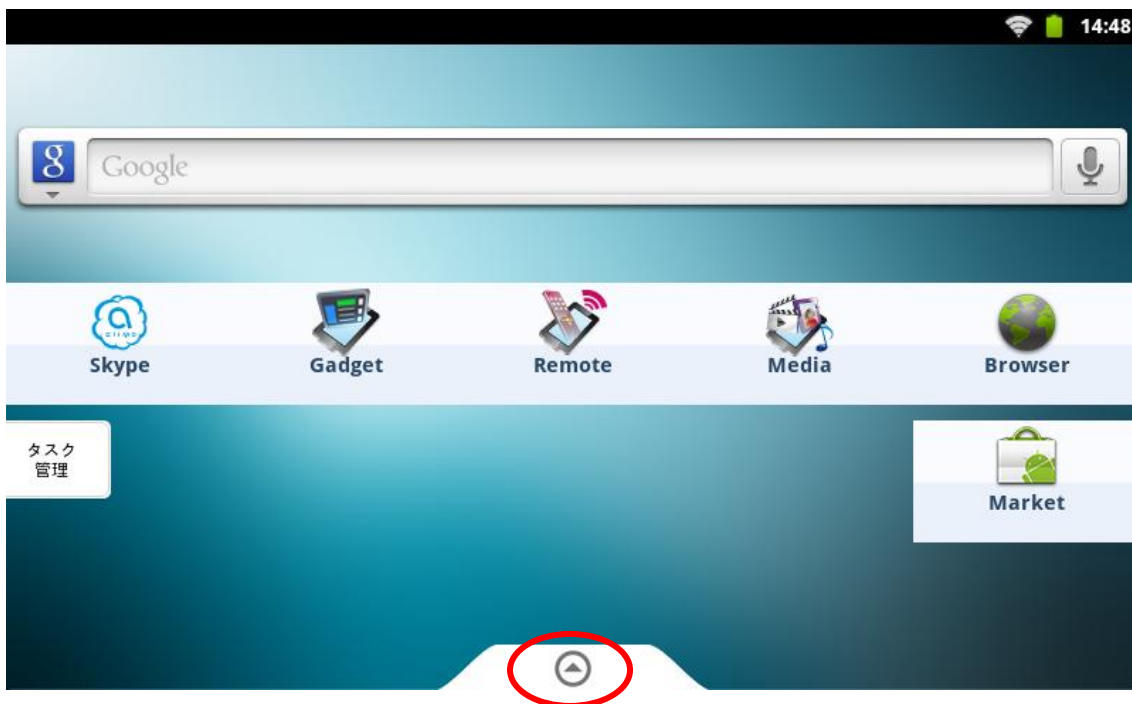 14:48
g
Google
Skype
Gadget
Remote
Media
Browser
タスク
管理
Market